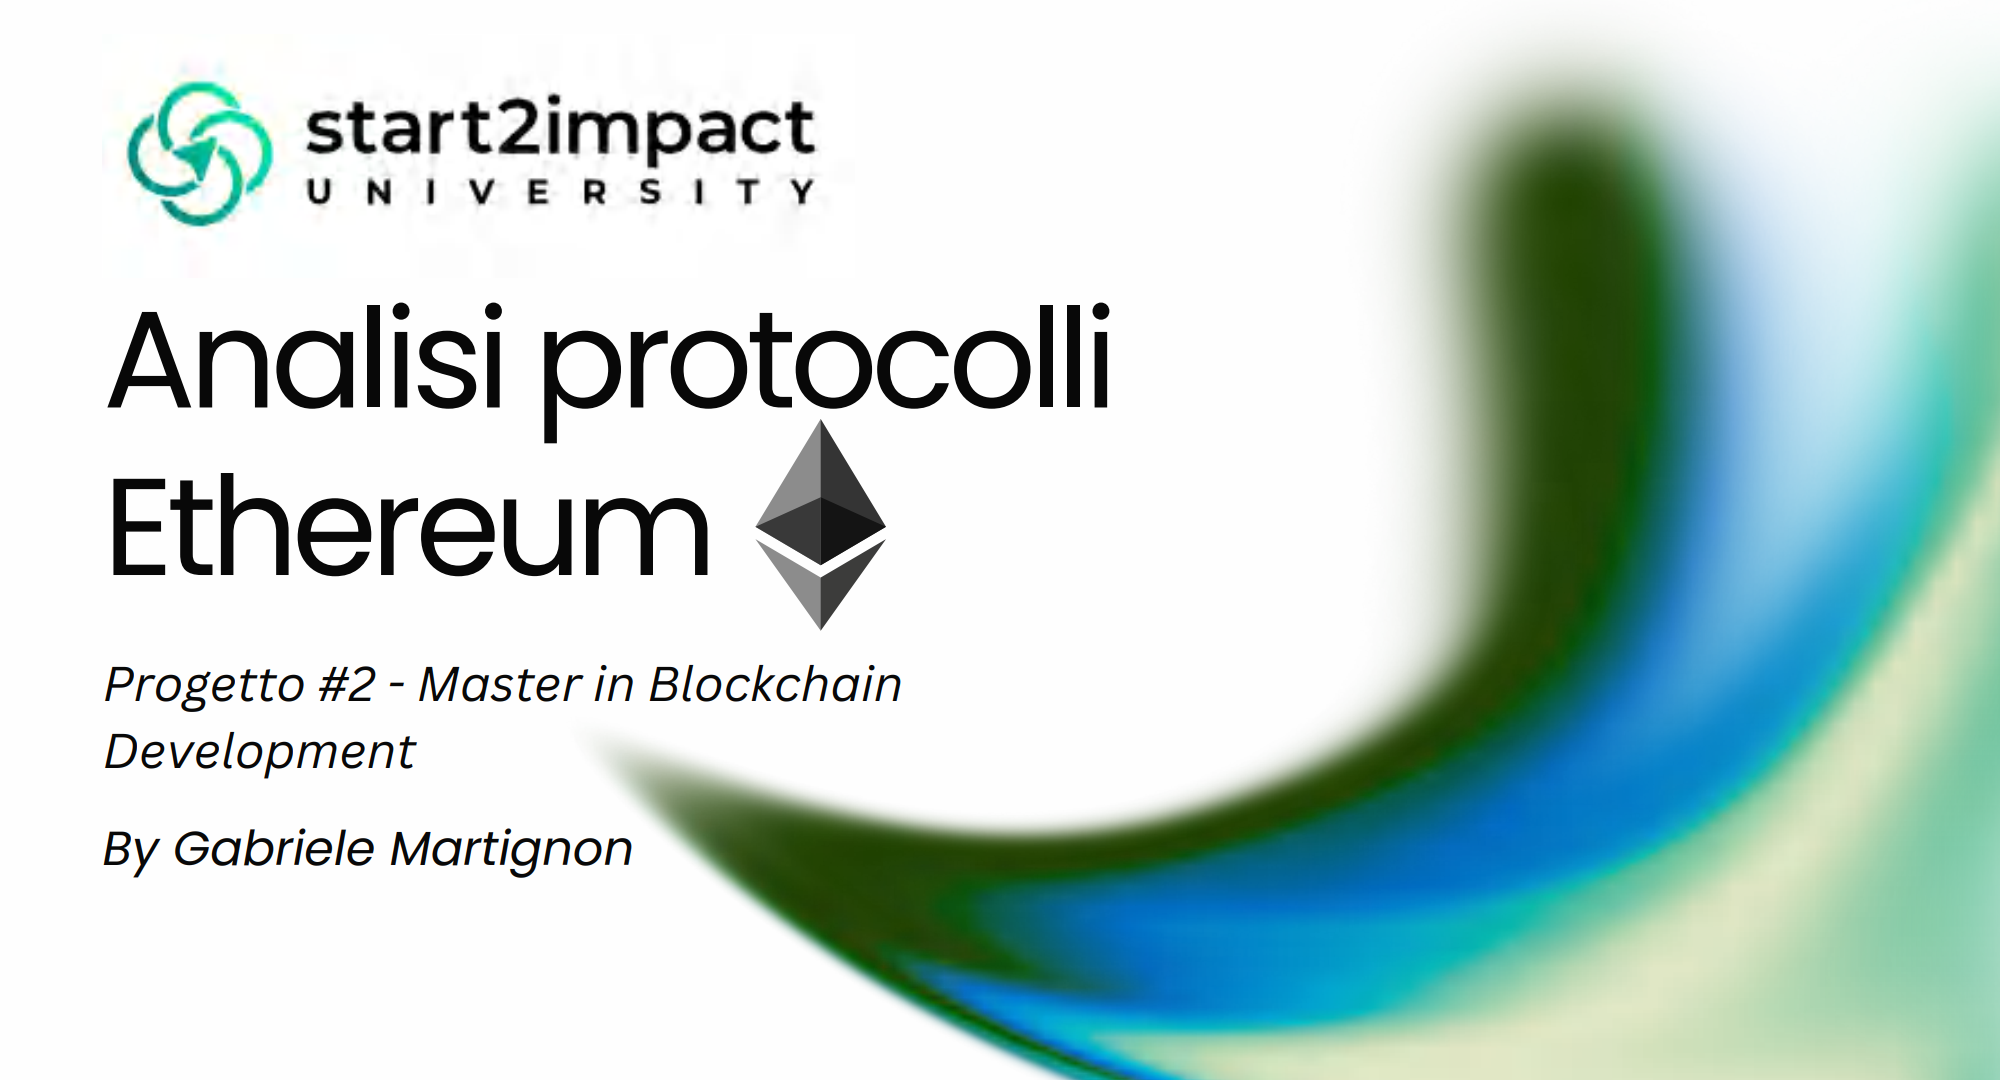 start2impact
UNIVERSITY
Analisi protocolli
Ethereum
Progetto #2 - Master in Blockchain
Development
By Gabriele Martignon